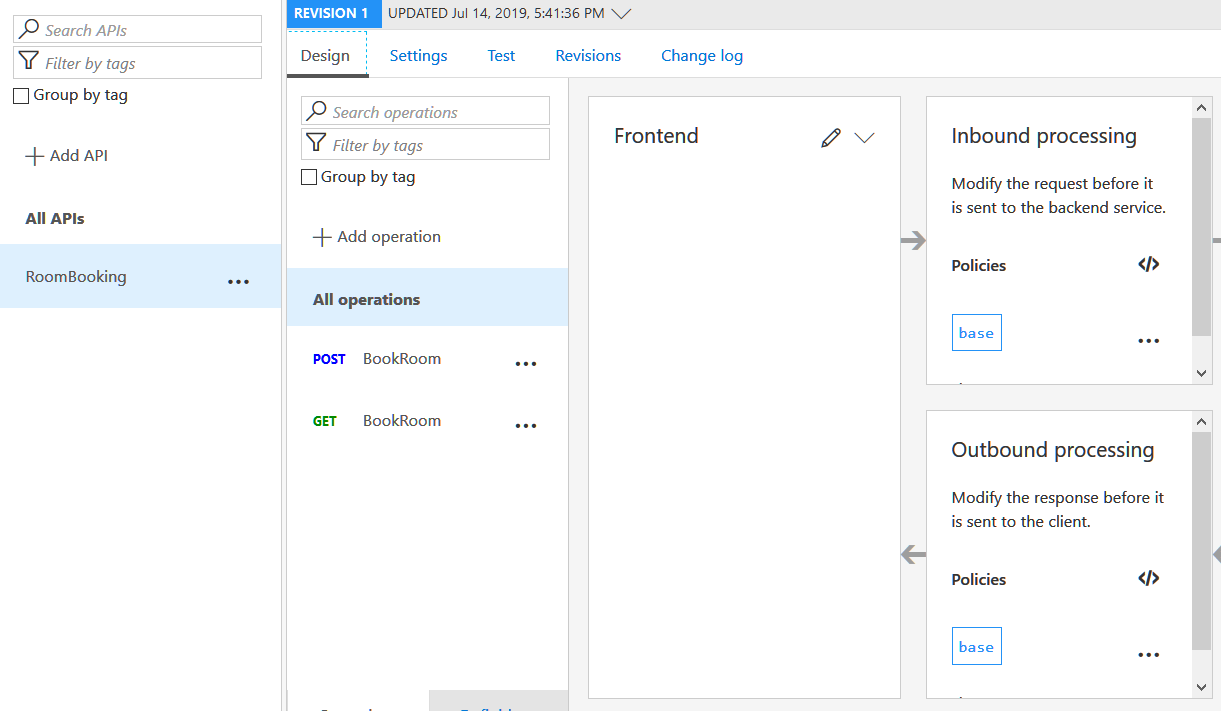 Search APIs
Filter by tags
Group by tag
Add API
All APIs
RoomBooking
REVISION 1
UPDATED Jul 14, 2019, 5:41:36 PM
Design
Settings
Test
Revisions
Change log
Search operations
Filter by tags
Group by tag
Add operation
All operations
POST BookRoom
GET BookRoom
Frontend
Inbound processing
Modify the request before it
is sent to the backend service.
Policies </>
base
Outbound processing
Modify the response before it
is sent to the client.
Policies </>
base